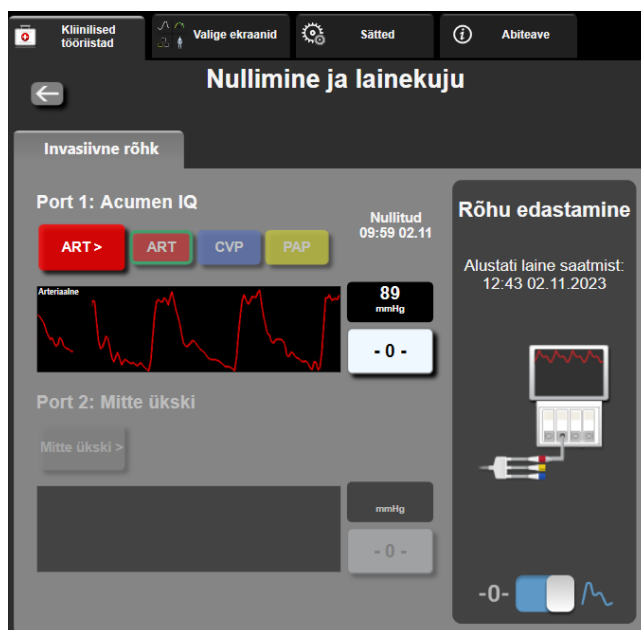 Kliinilised
tööriistad
Valige ekraanid
Sätted
Abiteave
Nullimine ja lainekuju
Invasiivne rõhk
Port 1: Acumen IQ
Nullitud
09:59 02.11
ART >
ART
CVP
PAP
Arteriaalne
89
mmHg
- 0 -
Port 2: Mitte ükski
Mitte ükski >
mmHg
- 0 -
Rõhu edastamine
Alustati laine saatmist:
12:43 02.11.2023
-0-